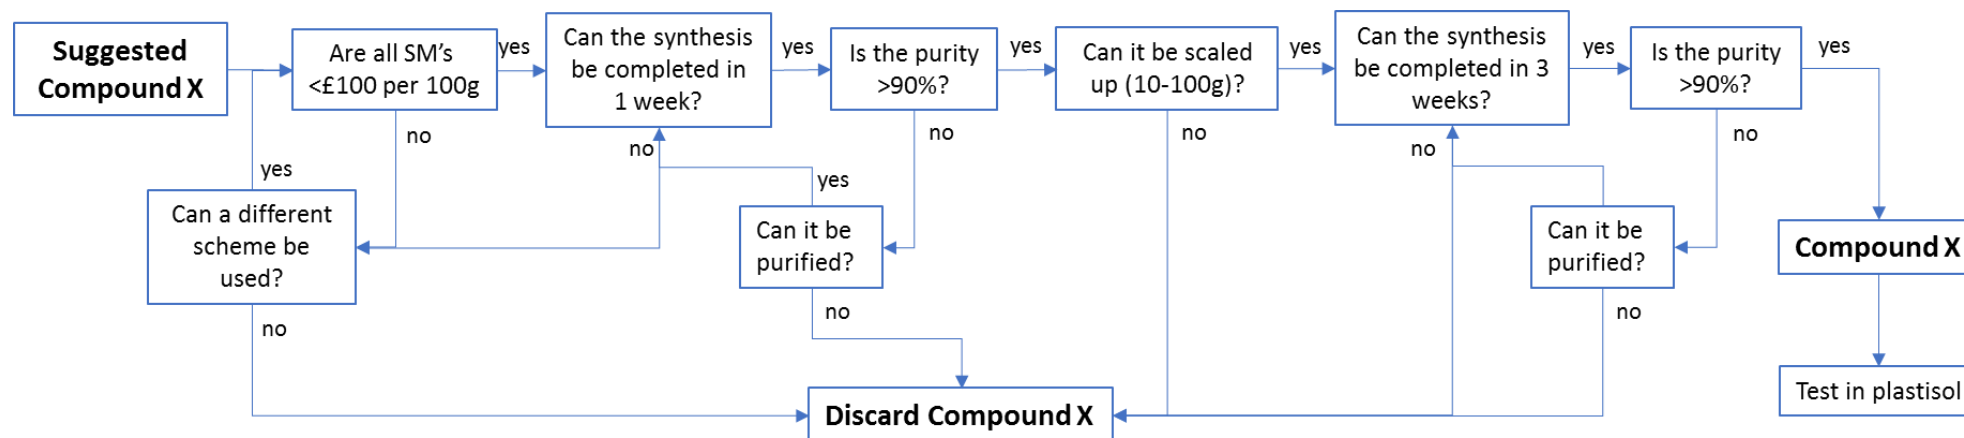 Suggested
Compound X
Are all SM's
<£100 per 100g
yes
no
Can the synthesis
be completed in
1 week?
yes
no
Is the purity
>90%?
yes
no
Can it be scaled
up (10-100g)?
yes
no
Can the synthesis
be completed in 3
weeks?
yes
no
Is the purity
>90%?
yes
no
yes
Can a different
scheme be
used?
no
yes
Can it be
purified?
no
Can it be
purified?
no
Compound X
Discard Compound X
Test in plastisol